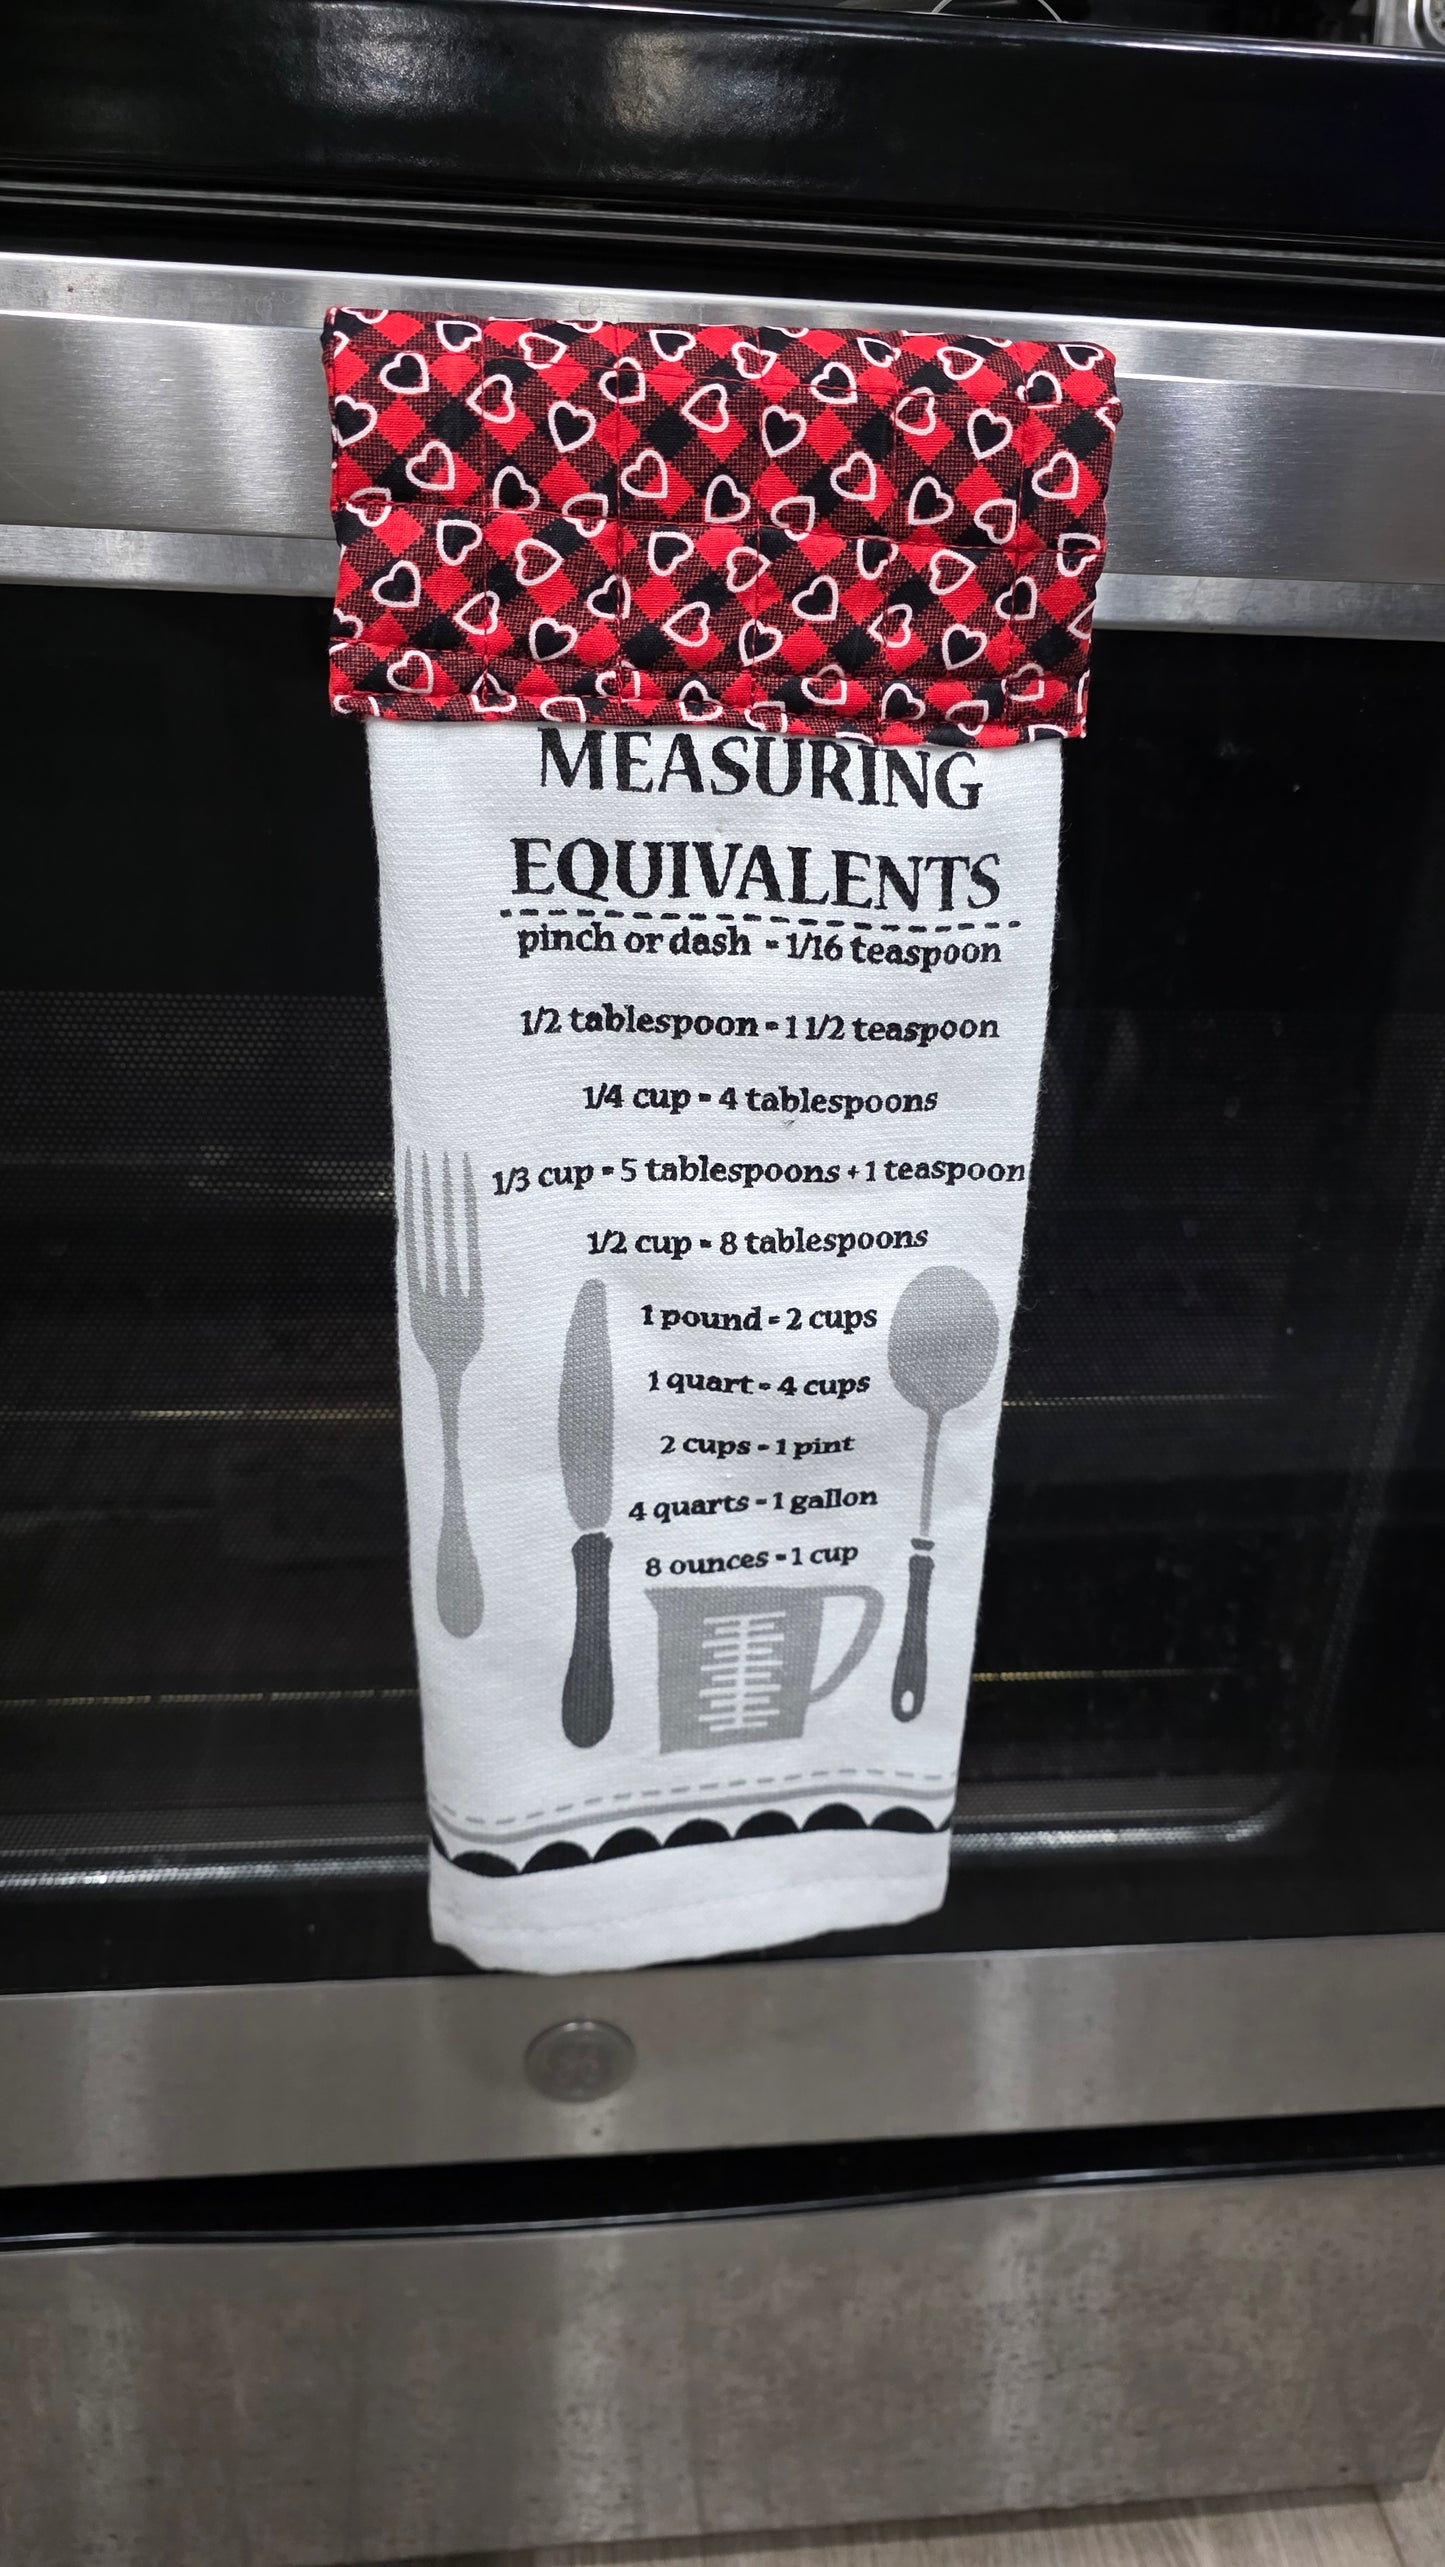 MEASURING
EQUIVALENTS
pinch or dash = 1/16 teaspoon
1/2 tablespoon = 1 1/2 teaspoon
1/4 cup = 4 tablespoons
1/3 cup = 5 tablespoons + 1 teaspoon
1/2 cup = 8 tablespoons
1 pound = 2 cups
1 quart = 4 cups
2 cups = 1 pint
4 quarts = 1 gallon
8 ounces = 1 cup